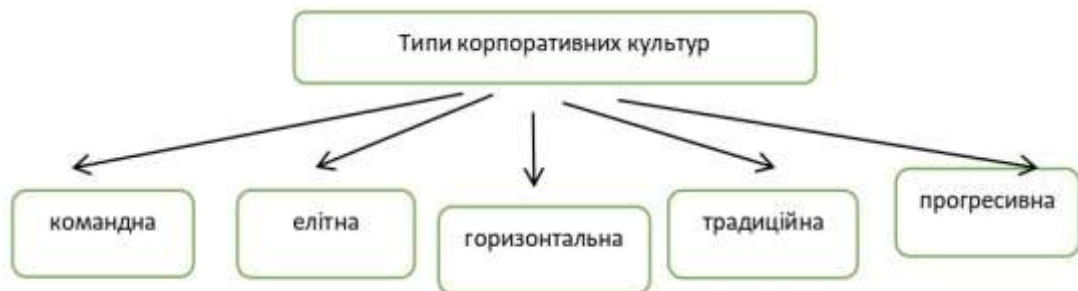 Типи корпоративних культур
командна
елітна
горизонтальна
традиційна
прогресивна